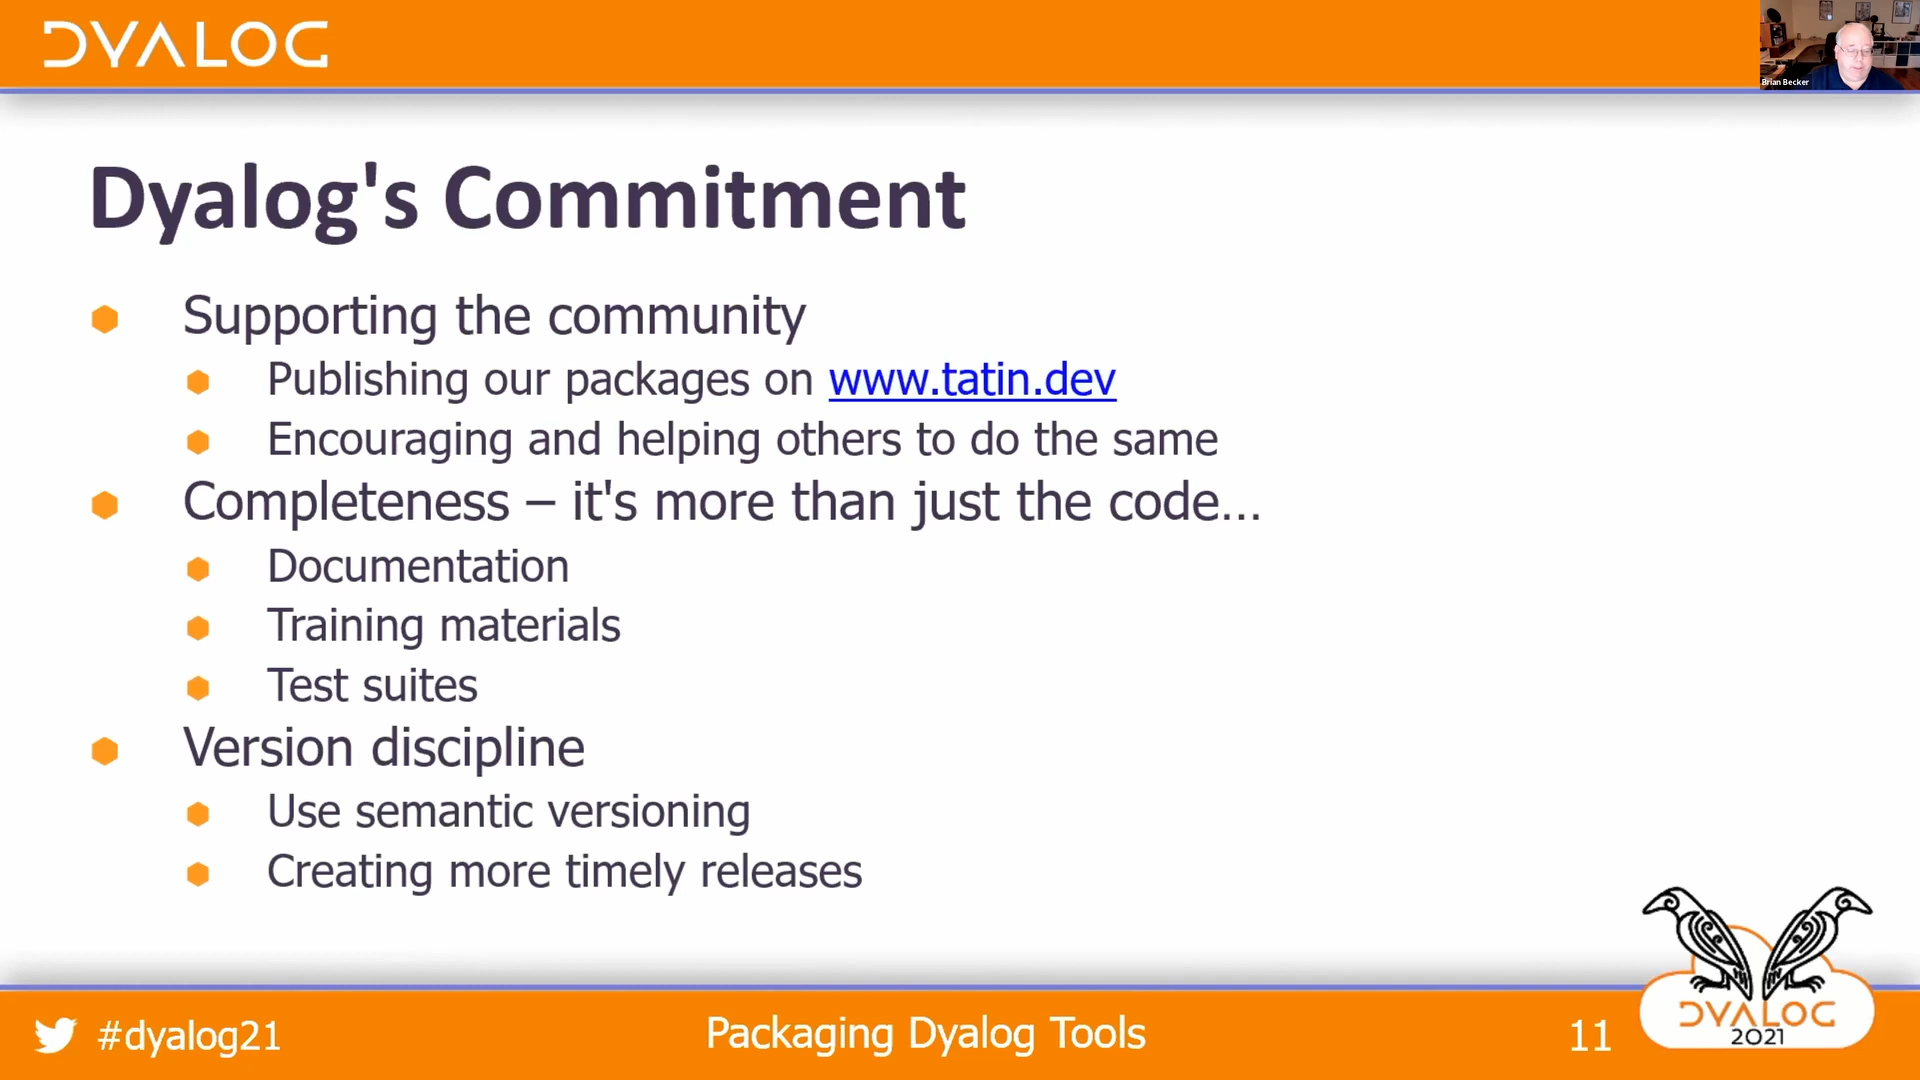 DYALOG
Brian Becker
Dyalog's Commitment
Supporting the community
Publishing our packages on www.tatin.dev
Encouraging and helping others to do the same
Completeness – it's more than just the code...
Documentation
Training materials
Test suites
Version discipline
Use semantic versioning
Creating more timely releases
#dyalog21
Packaging Dyalog Tools
11
DYALOG
2021